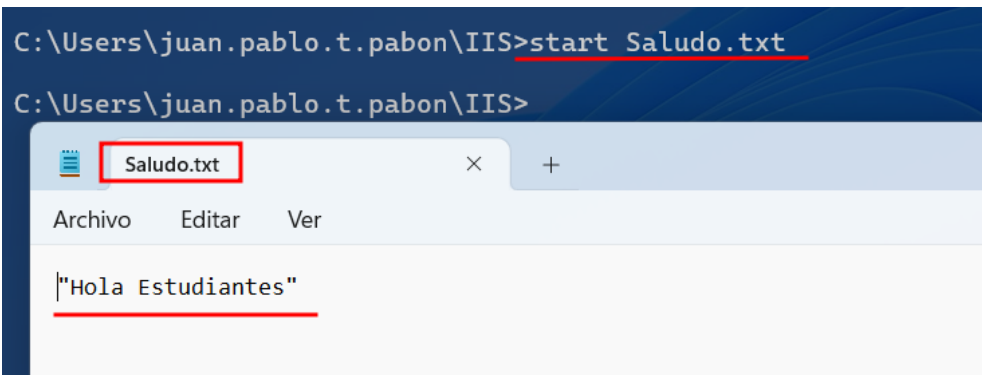 C:\Users\juan.pablo.t.pabon\IIS>start Saludo.txt
C:\Users\juan.pablo.t.pabon\IIS>
Saludo.txt
Archivo Editar Ver
"Hola Estudiantes"